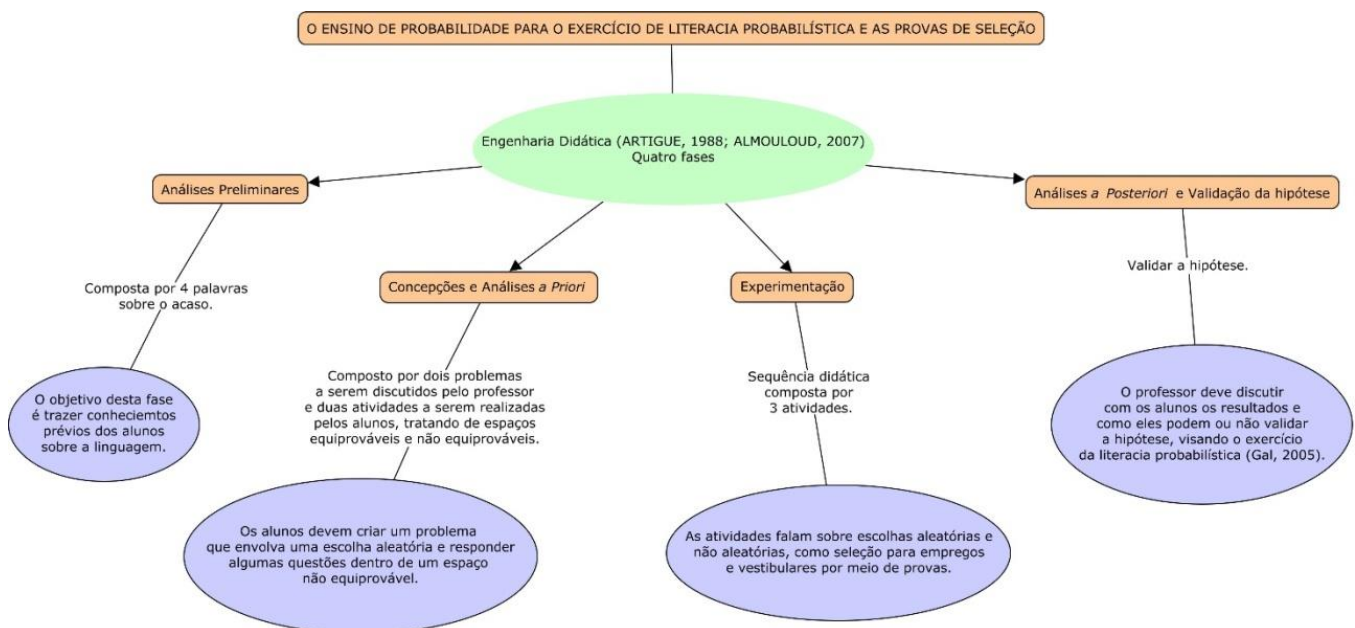 O ENSINO DE PROBABILIDADE PARA O EXERCÍCIO DE LITERACIA PROBABILÍSTICA E AS PROVAS DE SELEÇÃO
Engenharia Didática (ARTIGUE, 1988; ALMOULOUD, 2007)
Quatro fases
Análises Preliminares
Composta por 4 palavras
sobre o acaso.
O objetivo desta fase
é trazer conheciemtos
prévios dos alunos
sobre a linguagem.
Concepções e Análises a Priori
Composto por dois problemas
a serem discutidos pelo professor
e duas atividades a serem realizadas
pelos alunos, tratando de espaços
equiprováveis e não equiprováveis.
Os alunos devem criar um problema
que envolva uma escolha aleatória e responder
algumas questões dentro de um espaço
não equiprovável.
Experimentação
Sequência didática
composta por
3 atividades.
As atividades falam sobre escolhas aleatórias e
não aleatórias, como seleção para empregos
e vestibulares por meio de provas.
Análises a Posteriori e Validação da hipótese
Validar a hipótese.
O professor deve discutir
com os alunos os resultados e
como eles podem ou não validar
a hipótese, visando o exercício
da literacia probabilística (Gal, 2005).